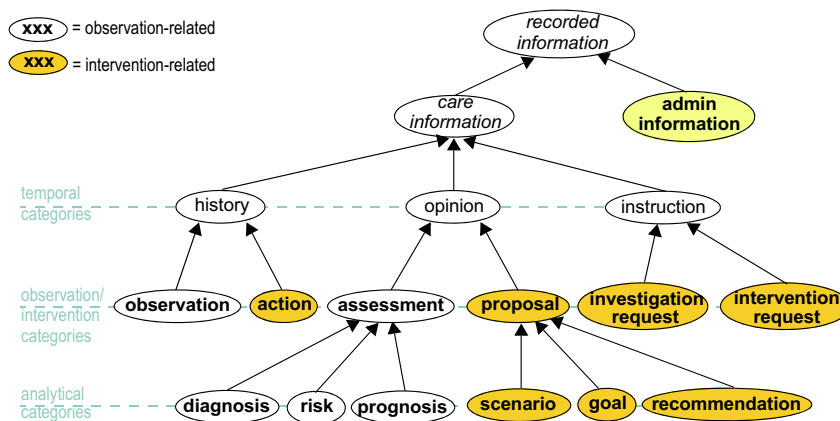 xxx = observation-related
xxx = intervention-related
recorded
information
care
information
admin
information
temporal
categories
history
opinion
instruction
observation/
intervention
categories
observation
action
assessment
proposal
investigation
request
intervention
request
analytical
categories
diagnosis
risk
prognosis
scenario
goal
recommendation